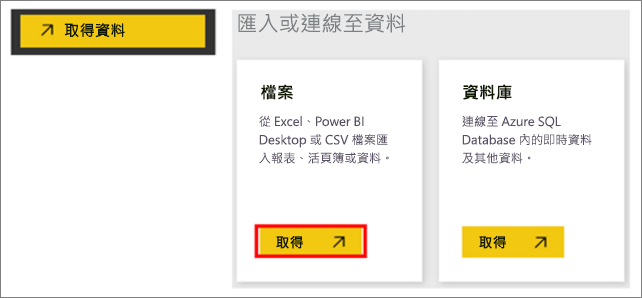 取得資料
匯入或連線至資料
檔案
從 Excel、Power BI
Desktop 或 CSV 檔案匯
入報表、活頁簿或資料。
取得
資料庫
連線至 Azure SQL
Database 內的即時資料
及其他資料。
取得